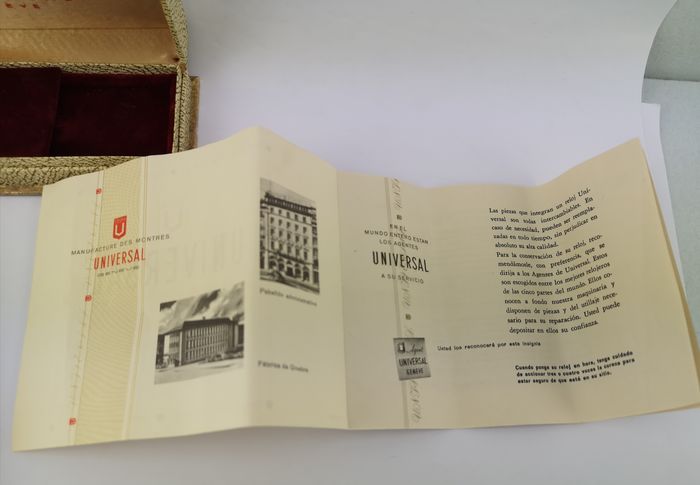 EVE
U
MANUFACTURE DES MONTRES
UNIVERSAL
Pabellón administrativo
Fábrica de Ginebra
EN EL
MUNDO ENTERO ESTAN
LOS AGENTES
UNIVERSAL
A SU SERVICIO
U
UNIVERSAL
GENEVE
Usted los reconocerá por esta insignia
Las piezas que integran un reloj Uni-
versal son todas intercambiables. En
caso de necesidad, pueden ser reempla-
zadas en todo tiempo, sin perjuicio en
absoluto su alta calidad.
Para la conservación de su reloj, reco-
mendámosle, con preferencia, que se
dirija a los Agentes de Universal. Estos
son escogidos entre los mejores relojeros
de las cinco partes del mundo. Ellos co-
nocen a fondo nuestra maquinaria y
disponen de piezas y del utillaje nece-
sario para su reparación. Usted puede
depositar en ellos su confianza.
Cuando ponga su reloj en hora, tenga cuidado
de accionar tres o cuatro veces la corona para
estar seguro de que está en su sitio.